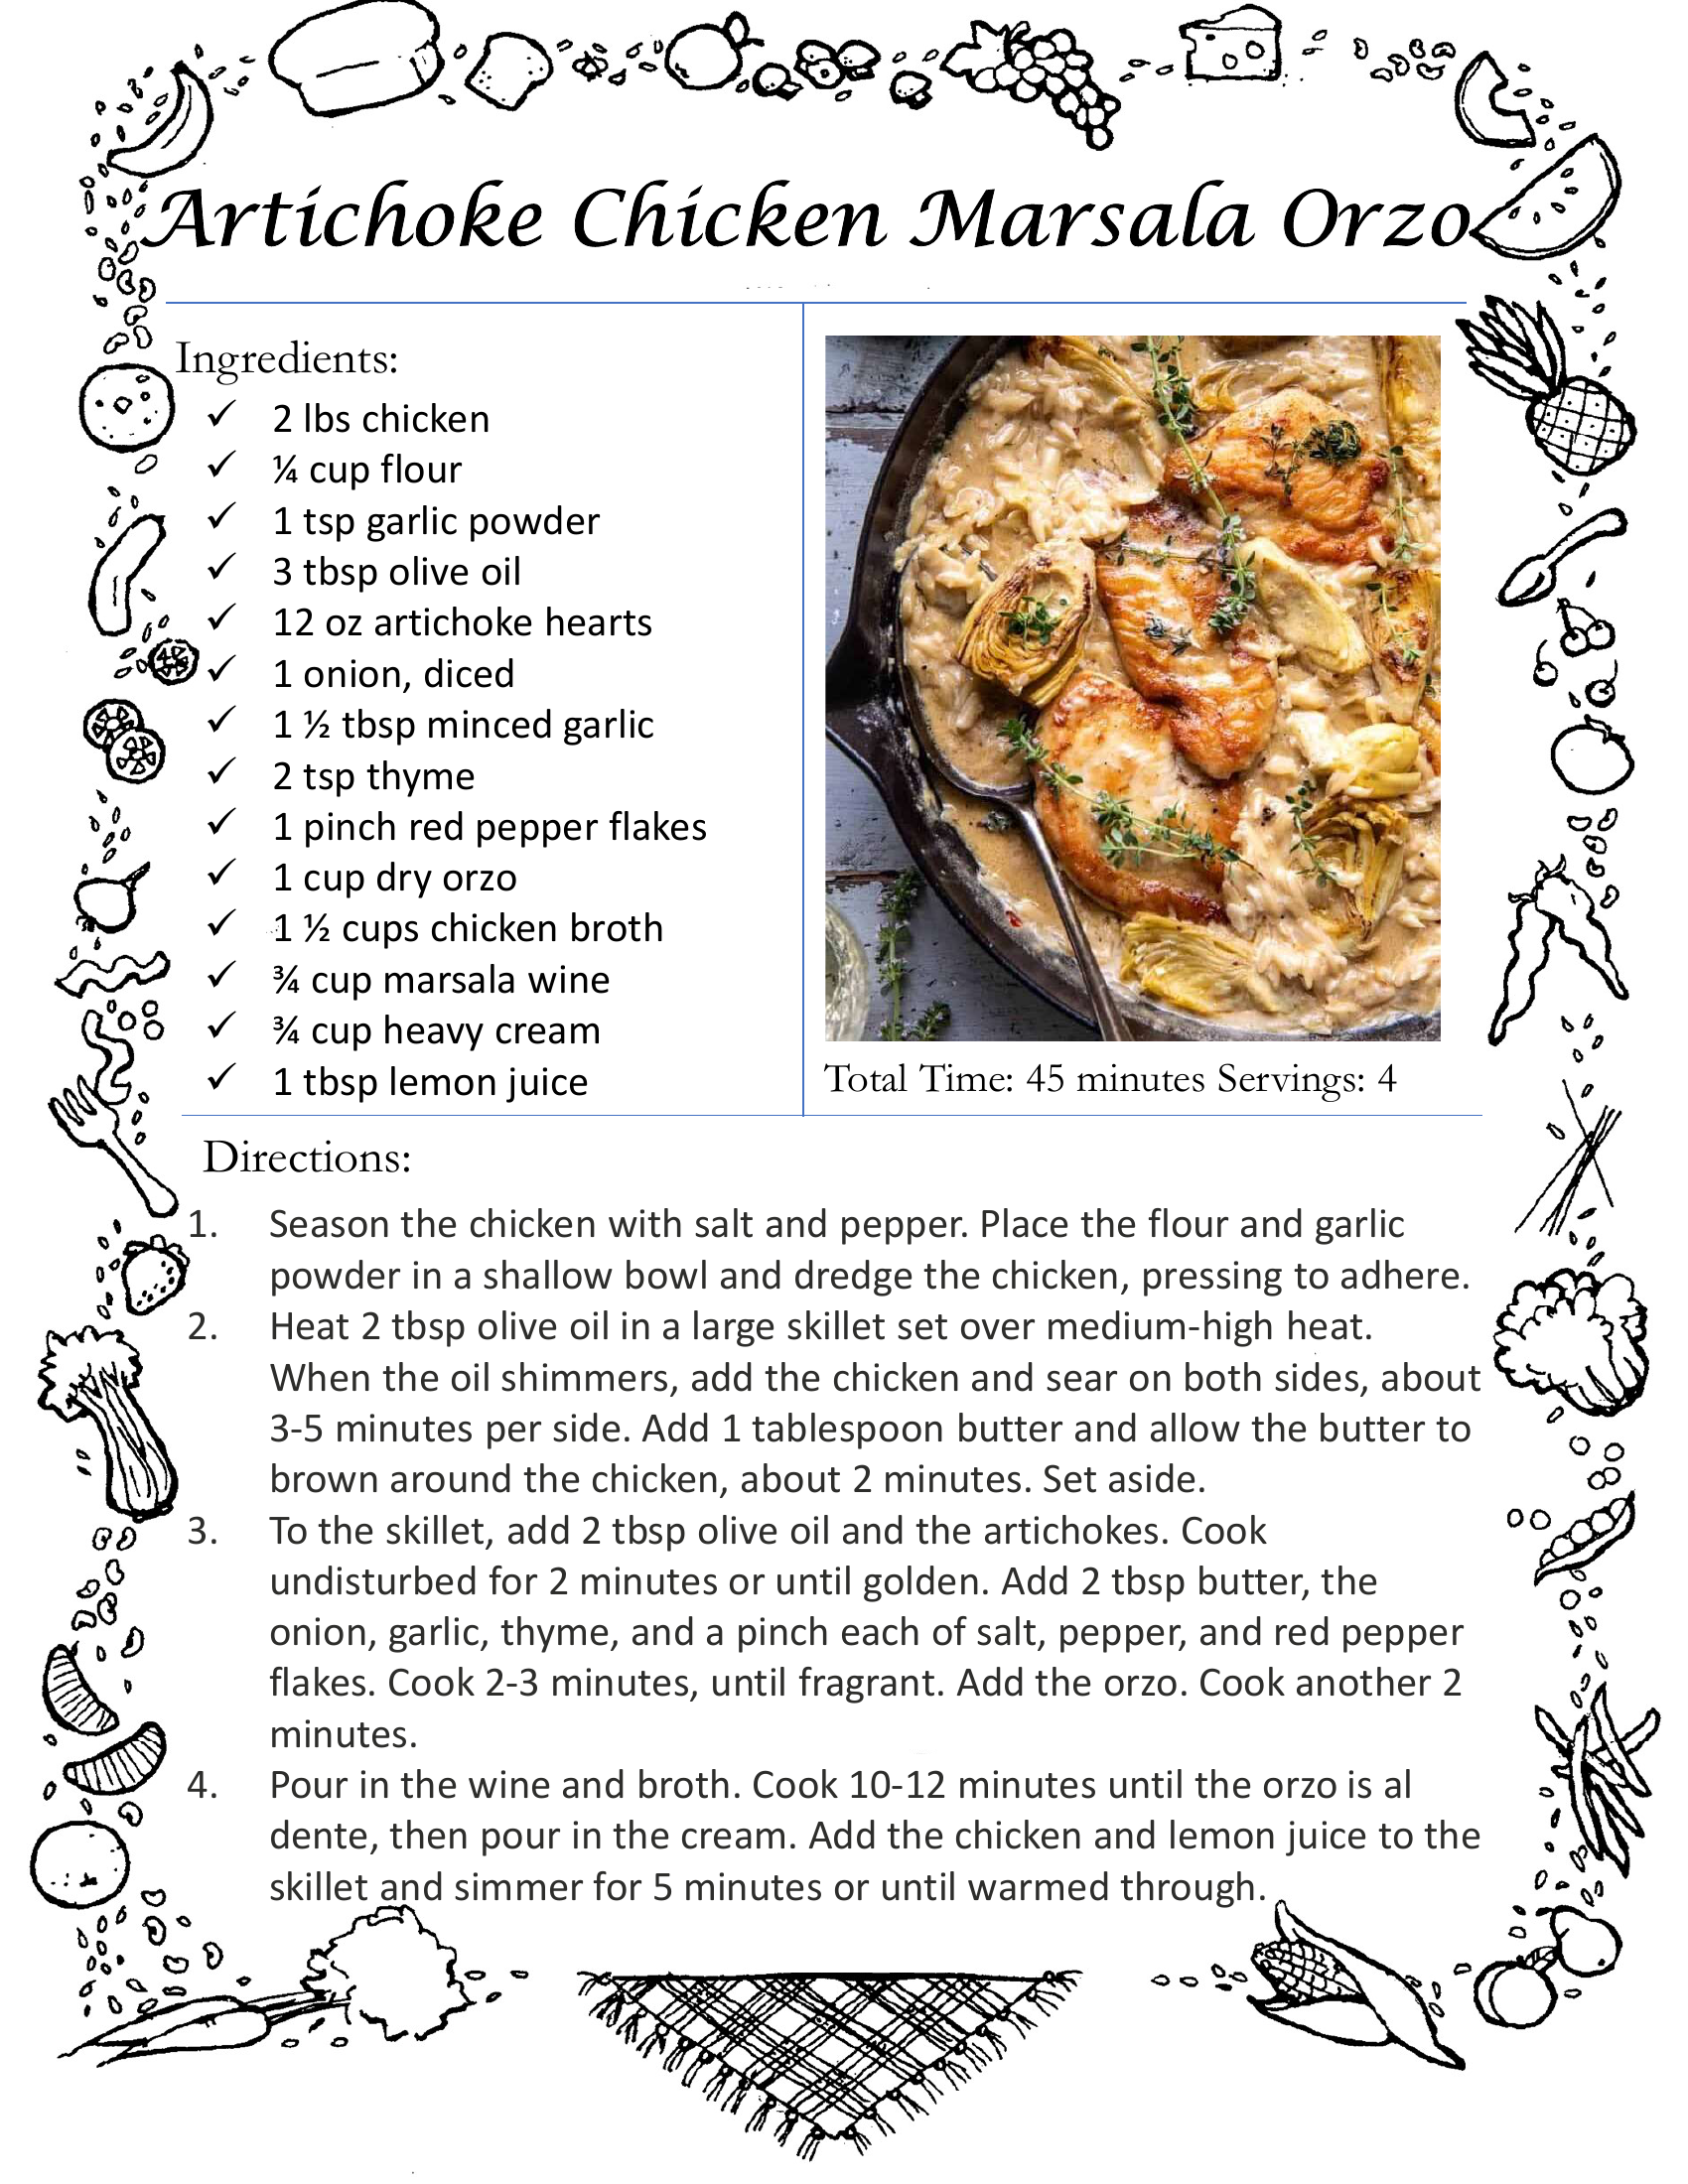 Artichoke Chicken Marsala Orzo
Ingredients:
✓ 2 lbs chicken
✓ ¼ cup flour
✓ 1 tsp garlic powder
✓ 3 tbsp olive oil
✓ 12 oz artichoke hearts
✓ 1 onion, diced
✓ 1 ½ tbsp minced garlic
✓ 2 tsp thyme
✓ 1 pinch red pepper flakes
✓ 1 cup dry orzo
✓ 1 ½ cups chicken broth
✓ ¾ cup marsala wine
✓ ¾ cup heavy cream
✓ 1 tbsp lemon juice
Total Time: 45 minutes Servings: 4
Directions:
1. Season the chicken with salt and pepper. Place the flour and garlic
powder in a shallow bowl and dredge the chicken, pressing to adhere.
2. Heat 2 tbsp olive oil in a large skillet set over medium-high heat.
When the oil shimmers, add the chicken and sear on both sides, about
3-5 minutes per side. Add 1 tablespoon butter and allow the butter to
brown around the chicken, about 2 minutes. Set aside.
3. To the skillet, add 2 tbsp olive oil and the artichokes. Cook
undisturbed for 2 minutes or until golden. Add 2 tbsp butter, the
onion, garlic, thyme, and a pinch each of salt, pepper, and red pepper
flakes. Cook 2-3 minutes, until fragrant. Add the orzo. Cook another 2
minutes.
4. Pour in the wine and broth. Cook 10-12 minutes until the orzo is al
dente, then pour in the cream. Add the chicken and lemon juice to the
skillet and simmer for 5 minutes or until warmed through.